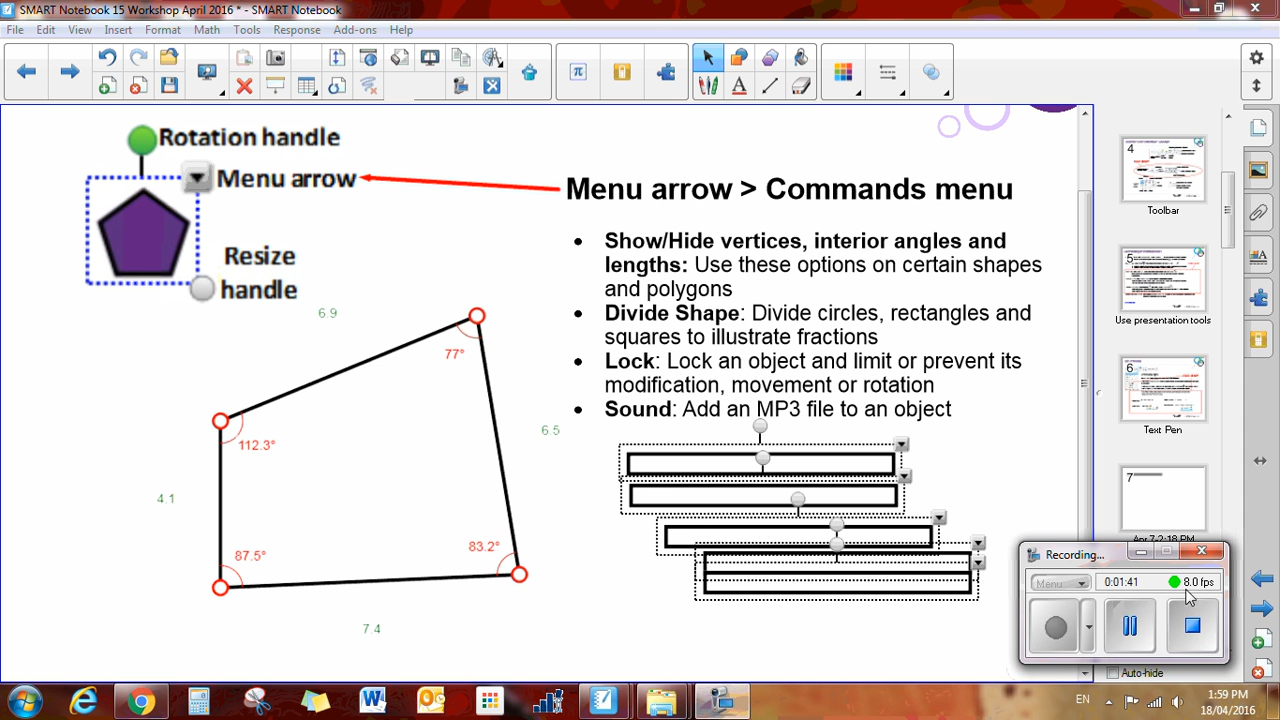 SMART Notebook 15 Workshop April 2016 * - SMART Notebook
File Edit View Insert Format Math Tools Response Add-ons Help
Rotation handle
Menu arrow
Resize
handle
Menu arrow > Commands menu
• Show/Hide vertices, interior angles and
lengths: Use these options on certain shapes
and polygons
• Divide Shape: Divide circles, rectangles and
squares to illustrate fractions
• Lock: Lock an object and limit or prevent its
modification, movement or rotation
• Sound: Add an MP3 file to an object
6.9
77°
112.3°
6.5
4.1
87.5°
83.2°
7.4
4
Toolbar
5
Use presentation tools
6
Text Pen
7
Apr 7-2:18 PM
Recording...
Menu
0:01:41
8.0 fps
Auto-hide
EN
1:59 PM
18/04/2016